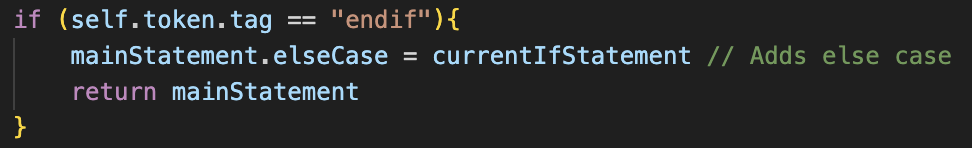 if (self.token.tag == "endif"){
    mainStatement.elseCase = currentIfStatement // Adds else case
    return mainStatement
}